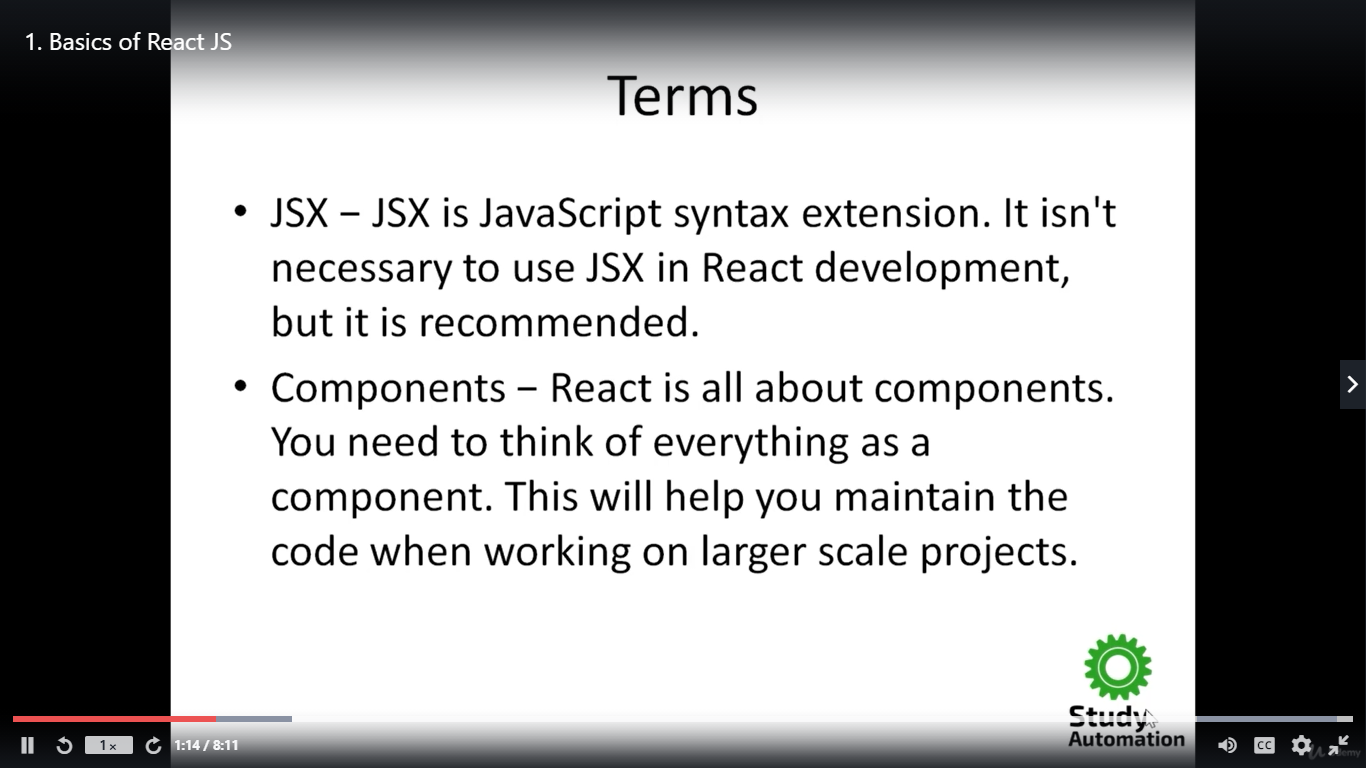 1. Basics of React JS
Terms
• JSX – JSX is JavaScript syntax extension. It isn't
necessary to use JSX in React development,
but it is recommended.
• Components – React is all about components.
You need to think of everything as a
component. This will help you maintain the
code when working on larger scale projects.
Study
Automation
1x
1:14 / 8:11
CC